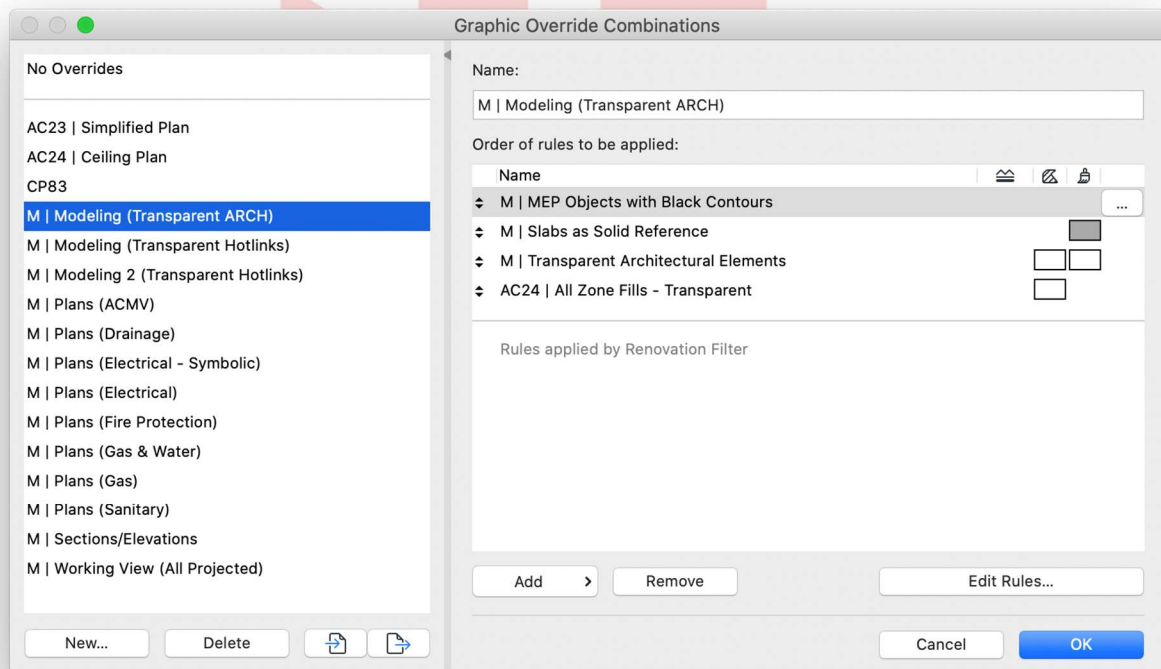 Graphic Override Combinations
No Overrides
AC23 | Simplified Plan
AC24 | Ceiling Plan
CP83
M | Modeling (Transparent ARCH)
M | Modeling (Transparent Hotlinks)
M | Modeling 2 (Transparent Hotlinks)
M | Plans (ACMV)
M | Plans (Drainage)
M | Plans (Electrical - Symbolic)
M | Plans (Electrical)
M | Plans (Fire Protection)
M | Plans (Gas & Water)
M | Plans (Gas)
M | Plans (Sanitary)
M | Sections/Elevations
M | Working View (All Projected)
New...
Delete
Name:
M | Modeling (Transparent ARCH)
Order of rules to be applied:
Name
M | MEP Objects with Black Contours
...
M | Slabs as Solid Reference
M | Transparent Architectural Elements
AC24 | All Zone Fills - Transparent
Rules applied by Renovation Filter
Add
Remove
Edit Rules...
Cancel
OK